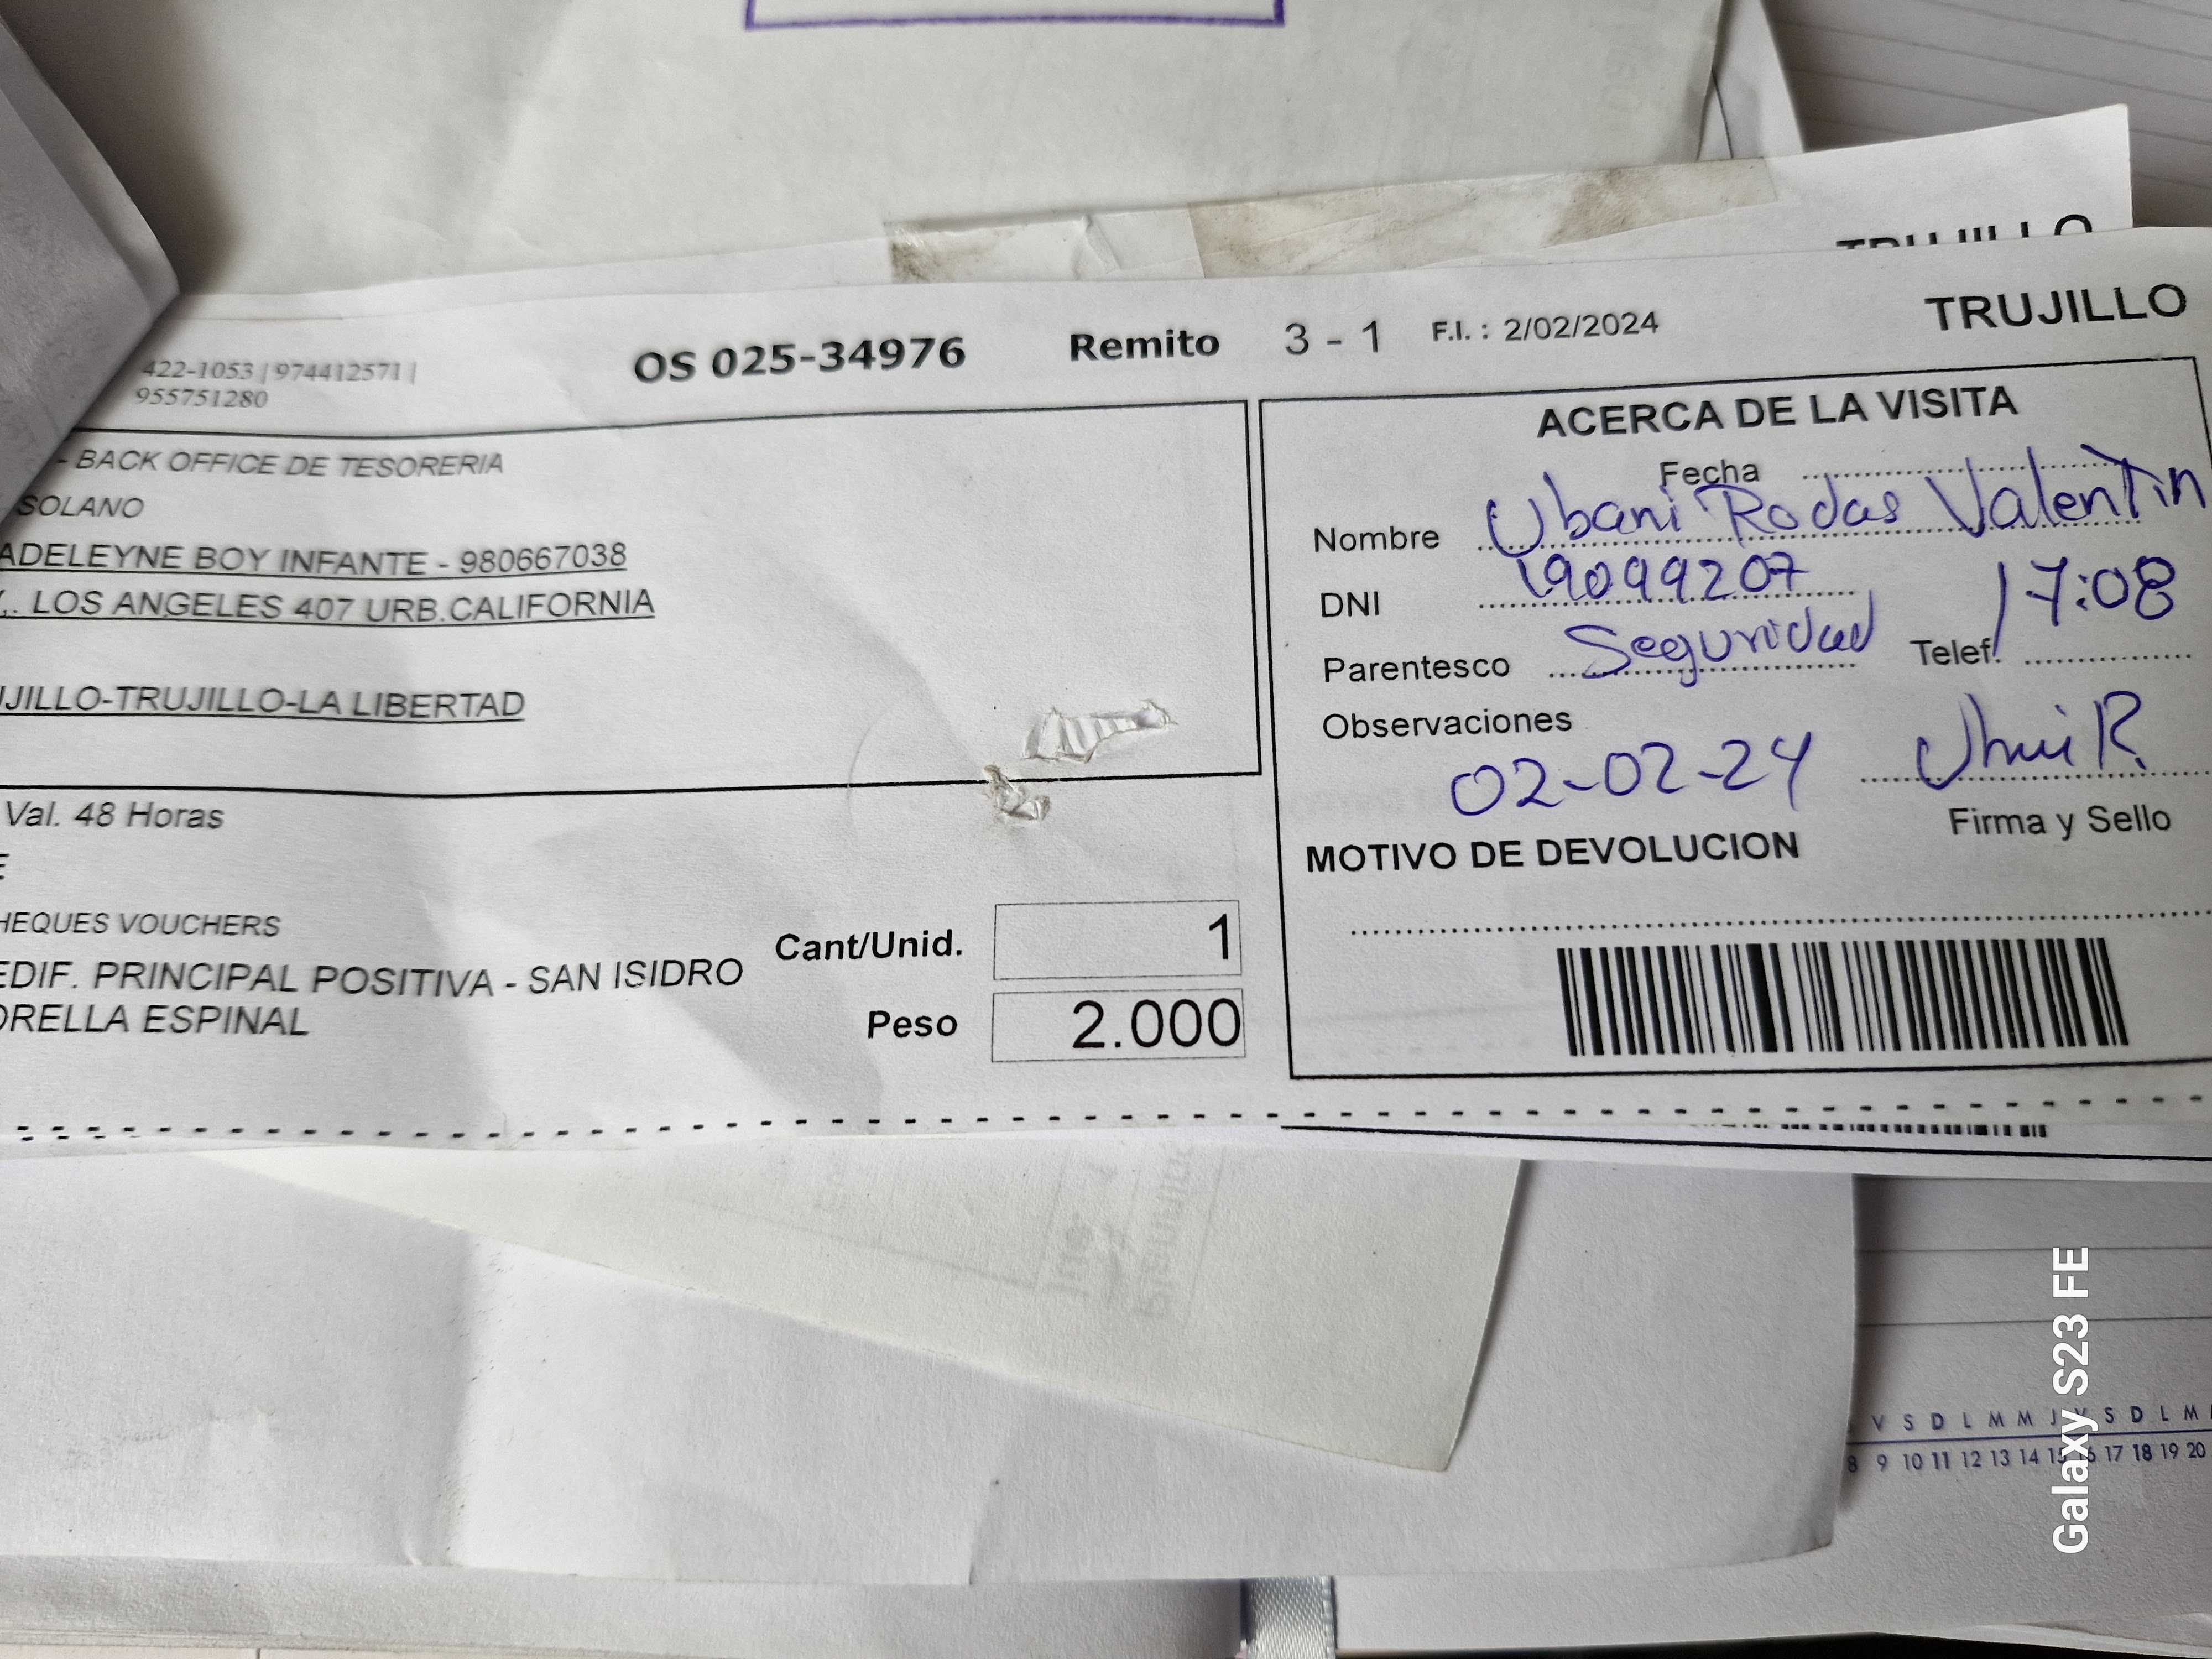 TRUJILLO
422-1053 | 974412571 |
955751280
OS 025-34976 Remito 3 - 1 F.I. : 2/02/2024 TRUJILLO
- BACK OFFICE DE TESORERIA
SOLANO
ADELEYNE BOY INFANTE - 980667038
LOS ANGELES 407 URB.CALIFORNIA
UJILLO-TRUJILLO-LA LIBERTAD
Val. 48 Horas
E
HEQUES VOUCHERS
EDIF. PRINCIPAL POSITIVA - SAN ISIDRO
ORELLA ESPINAL
Cant/Unid. 1
Peso 2.000
ACERCA DE LA VISITA
Fecha
Nombre Ubani Rodas Valentin
DNI 19099207 17:08
Parentesco Seguridad Telef.
Observaciones
02-02-24
Firma y Sello
MOTIVO DE DEVOLUCION
V S D L M M J V S D L M
8 9 10 11 12 13 14 15 16 17 18 19 20
Galaxy S23 FE